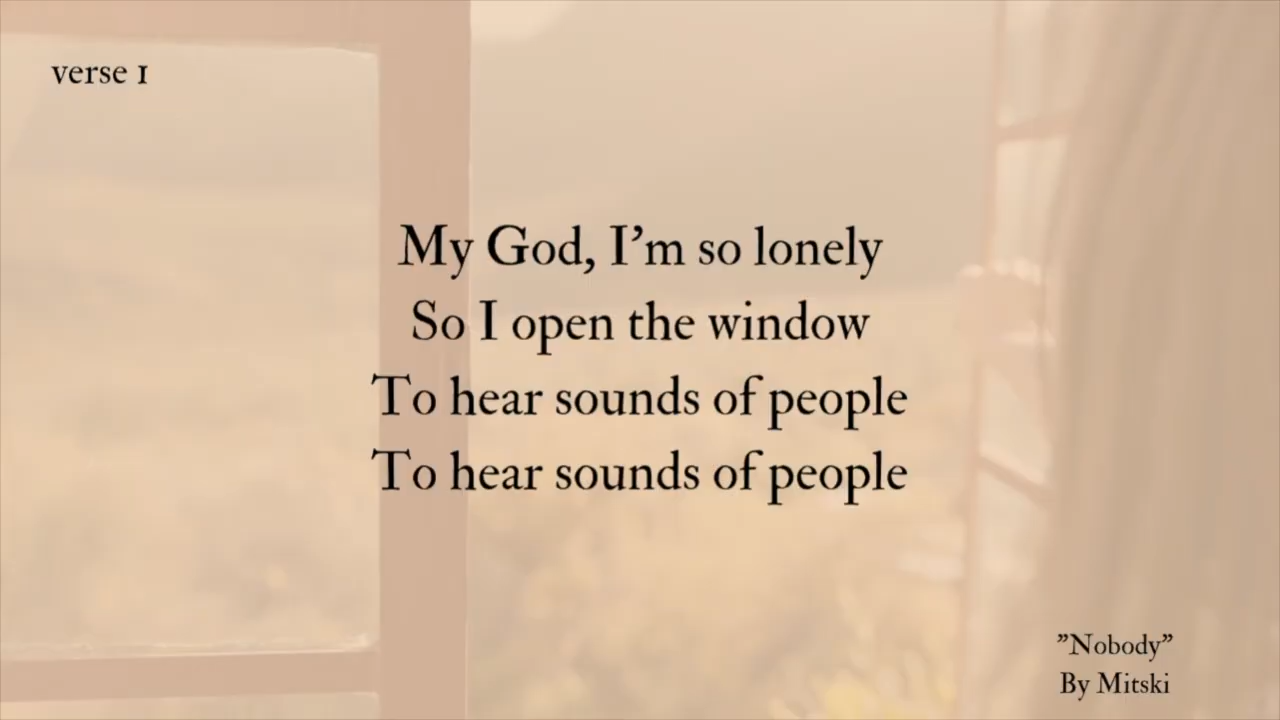 verse 1
My God, I'm so lonely
So I open the window
To hear sounds of people
To hear sounds of people
"Nobody"
By Mitski